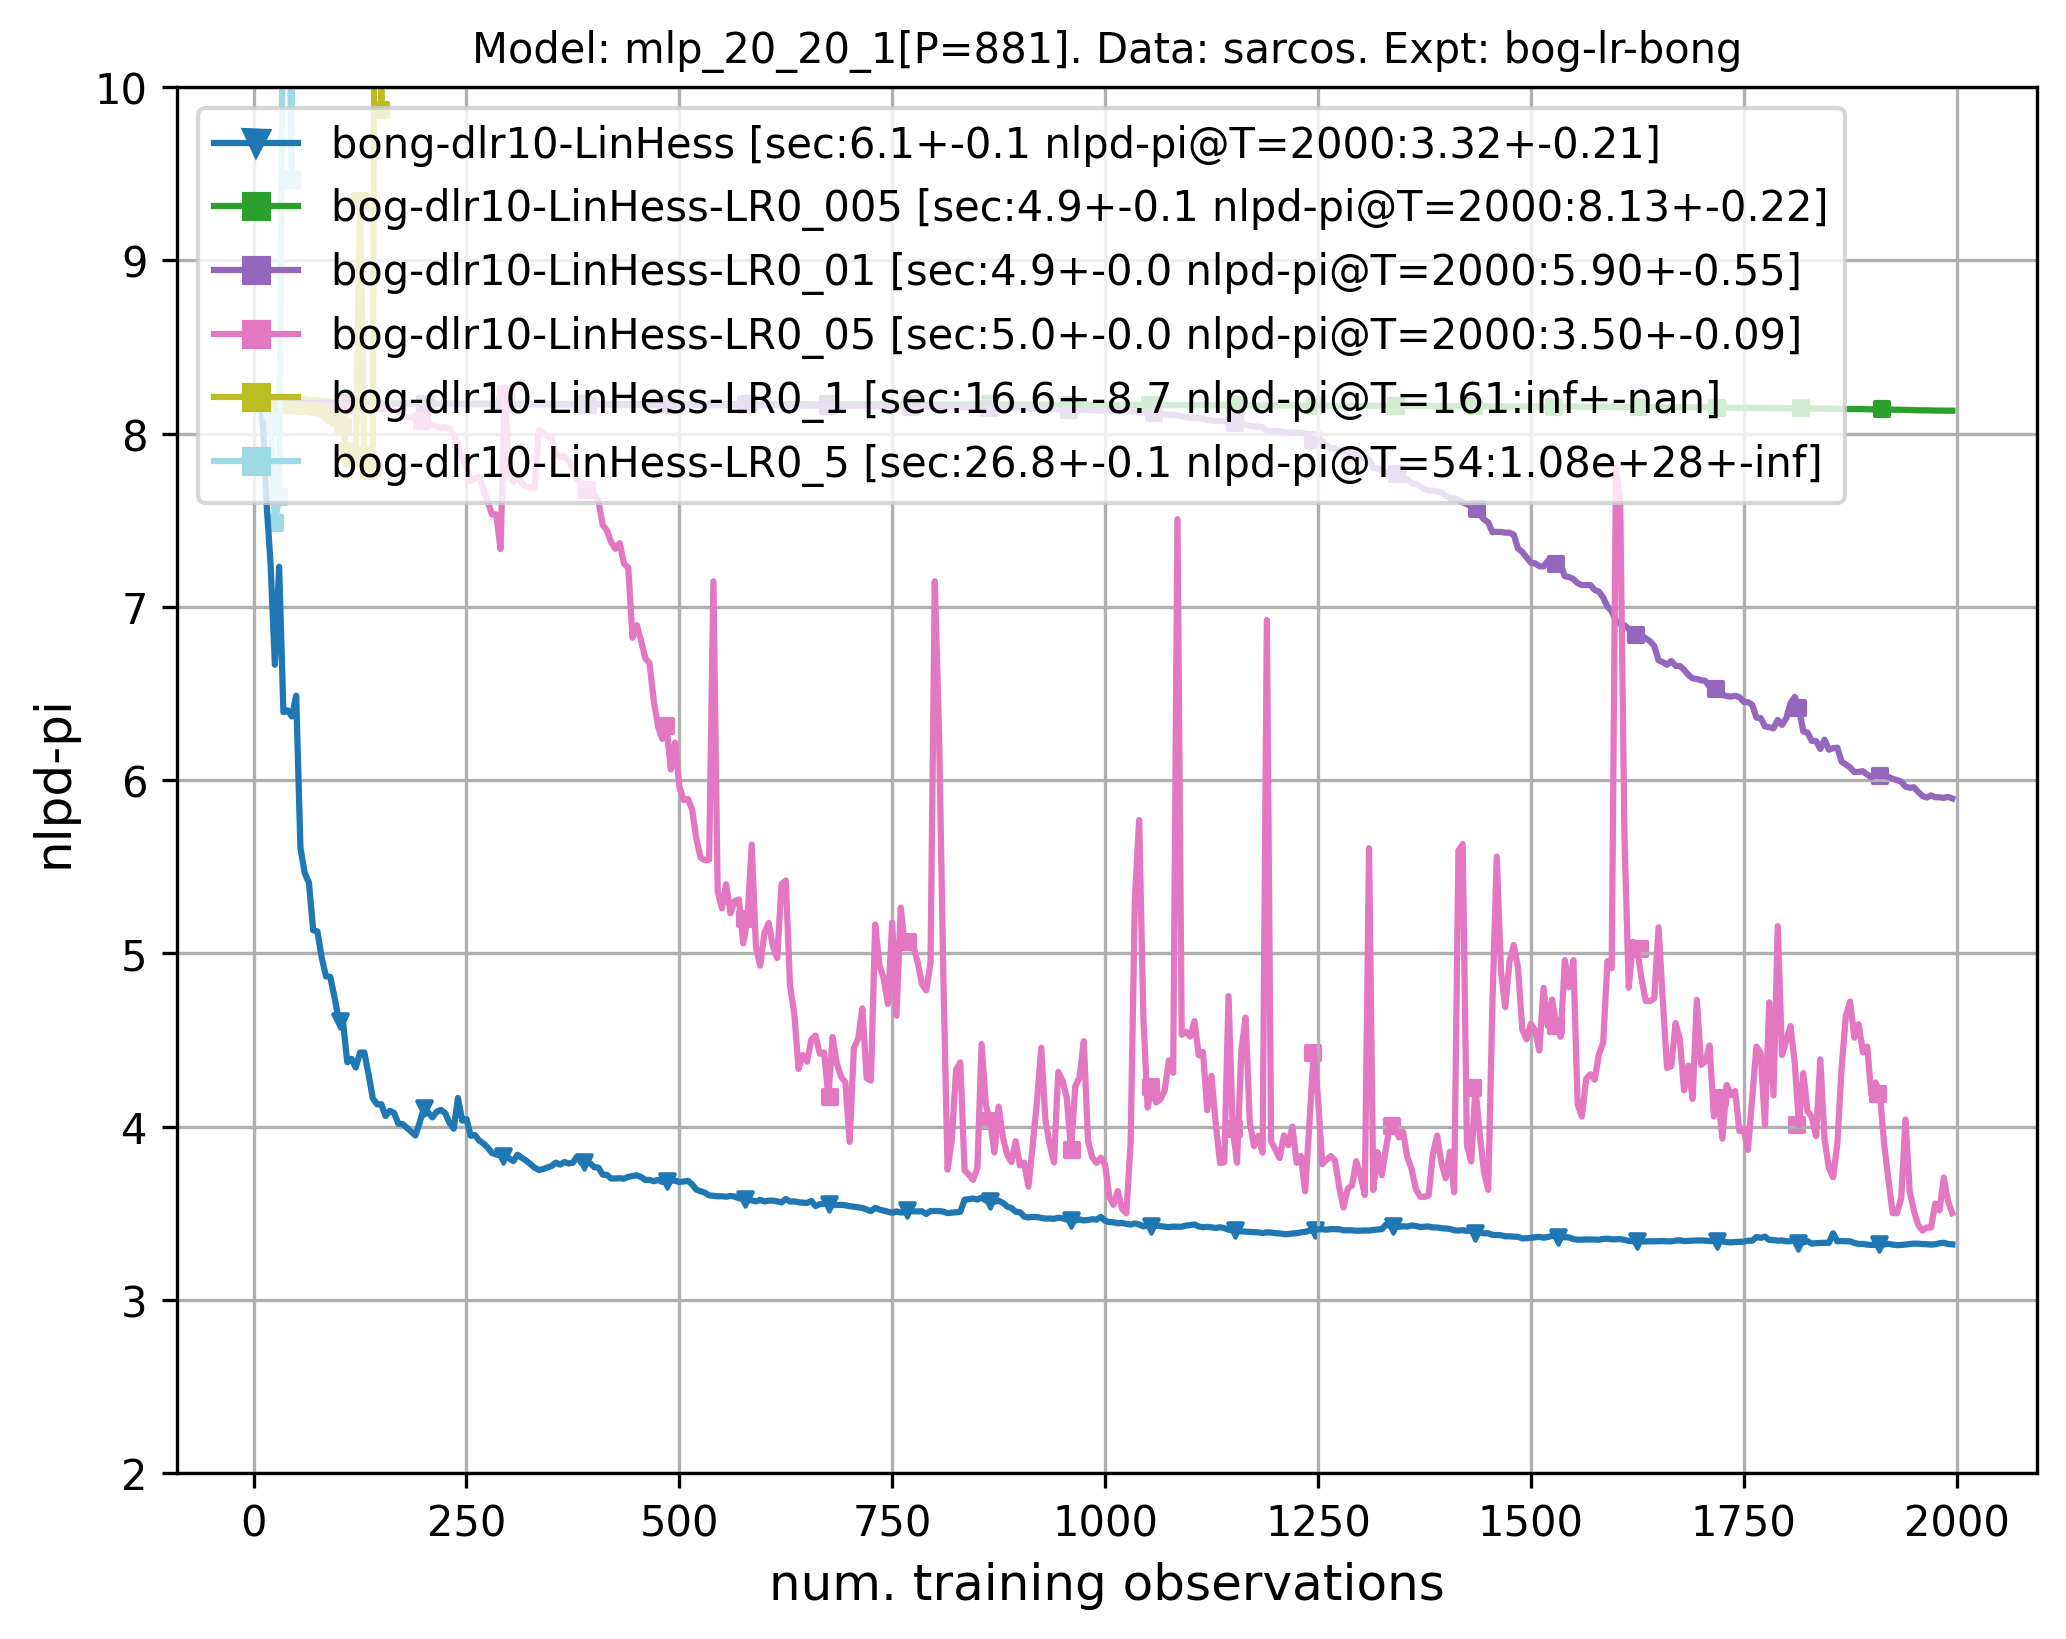 Model: mlp_20_20_1[P=881]. Data: sarcos. Expt: bog-lr-bong
10
9
8
7
6
5
4
3
2
nlpd-pi
bong-dlr10-LinHess [sec:6.1+-0.1 nlpd-pi@T=2000:3.32+-0.21]
bog-dlr10-LinHess-LR0_005 [sec:4.9+-0.1 nlpd-pi@T=2000:8.13+-0.22]
bog-dlr10-LinHess-LR0_01 [sec:4.9+-0.0 nlpd-pi@T=2000:5.90+-0.55]
bog-dlr10-LinHess-LR0_05 [sec:5.0+-0.0 nlpd-pi@T=2000:3.50+-0.09]
bog-dlr10-LinHess-LR0_1 [sec:16.6+-8.7 nlpd-pi@T=161:inf+-nan]
bog-dlr10-LinHess-LR0_5 [sec:26.8+-0.1 nlpd-pi@T=54:1.08e+28+-inf]
0 250 500 750 1000 1250 1500 1750 2000
num. training observations